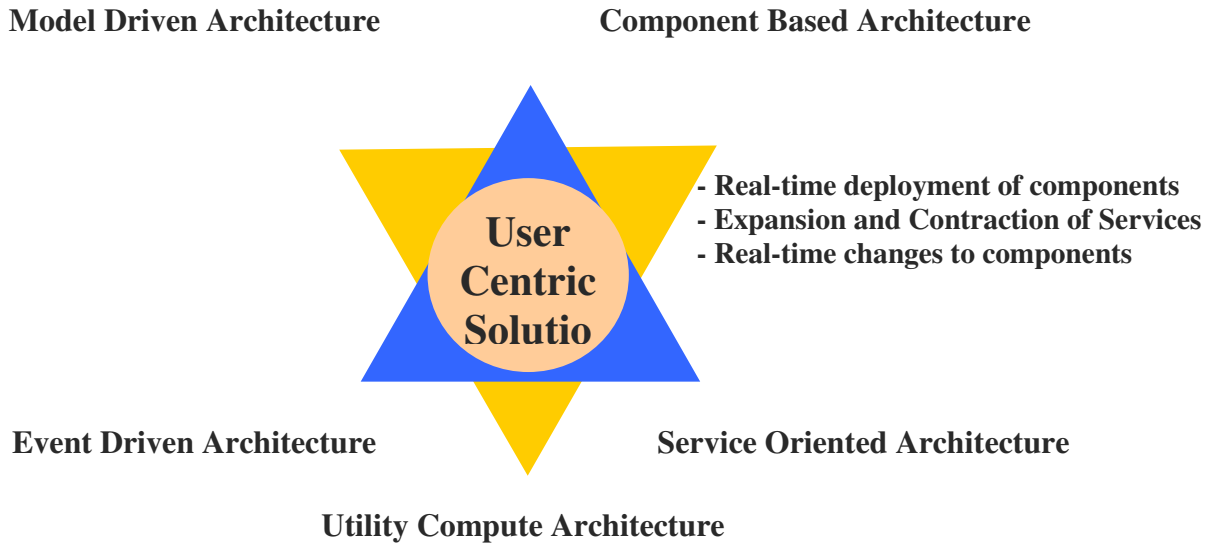 Model Driven Architecture
Component Based Architecture
- Real-time deployment of components
- Expansion and Contraction of Services
- Real-time changes to components
User
Centric
Solutio
Event Driven Architecture
Service Oriented Architecture
Utility Compute Architecture